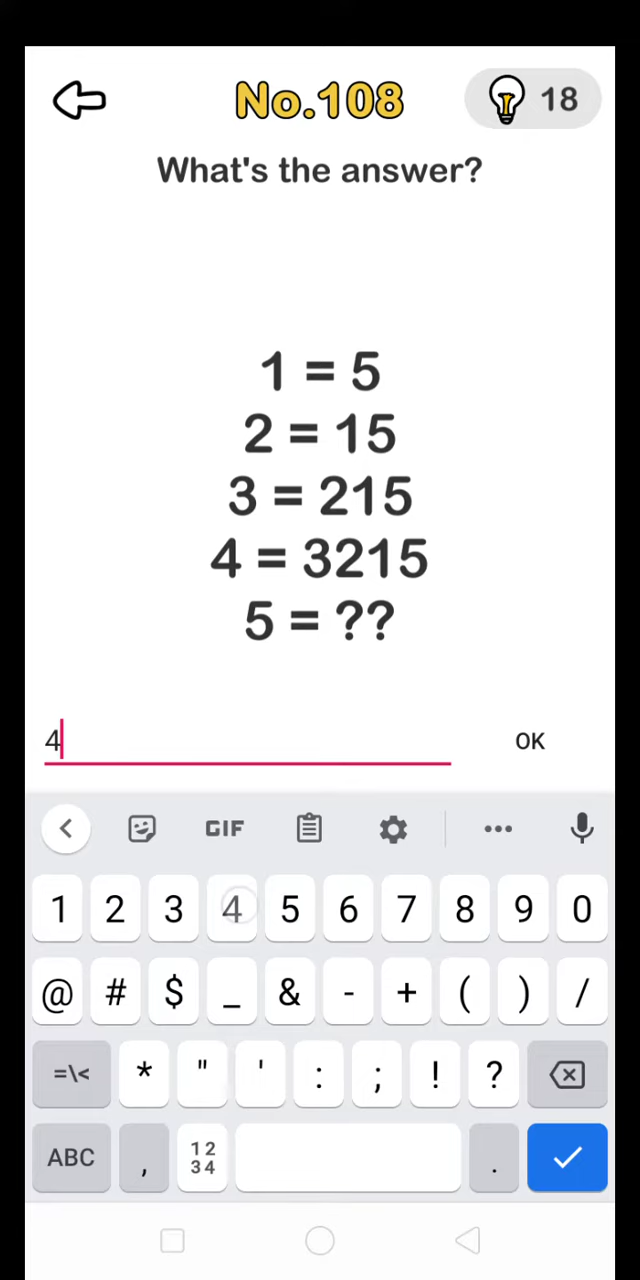 No.108
18
What's the answer?
1 = 5
2 = 15
3 = 215
4 = 3215
5 = ??
4
OK
GIF
1 2 3 4 5 6 7 8 9 0
@ # $ _ & - + ( ) /
=\< * " ' : ; ! ?
ABC , 12 34 .